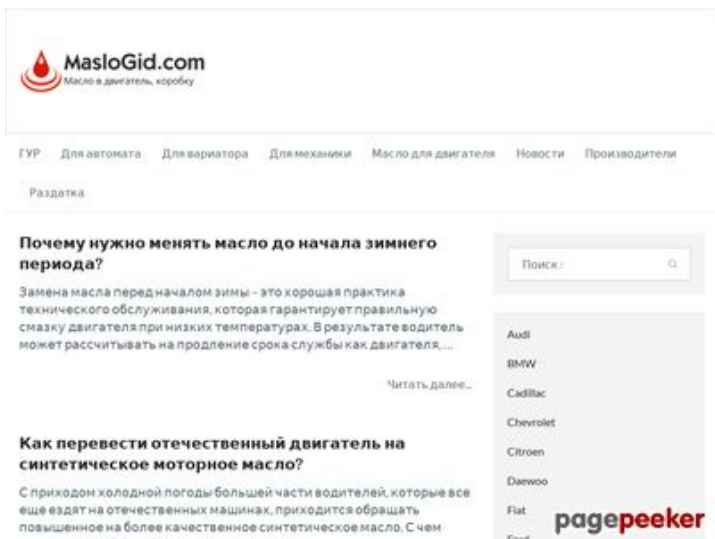 MasloGid.com
Масло в двигатель, коробку
ГУР Для автомата Для вариатора Для механики Масло для двигателя Новости Производители
Раздатка
Почему нужно менять масло до начала зимнего
периода?
Замена масла перед началом зимы – это хорошая практика
технического обслуживания, которая гарантирует правильную
смазку двигателя при низких температурах. В результате водитель
может рассчитывать на продление срока службы как двигателя, ...
Читать далее...
Как перевести отечественный двигатель на
синтетическое моторное масло?
С приходом холодной погоды большей части водителей, которые все
еще ездят на отечественных машинах, приходится обращать
повышенное на более качественное синтетическое масло. С чем
Поиск:
Audi
BMW
Cadillac
Chevrolet
Citroen
Daewoo
Fiat
pagepeeker